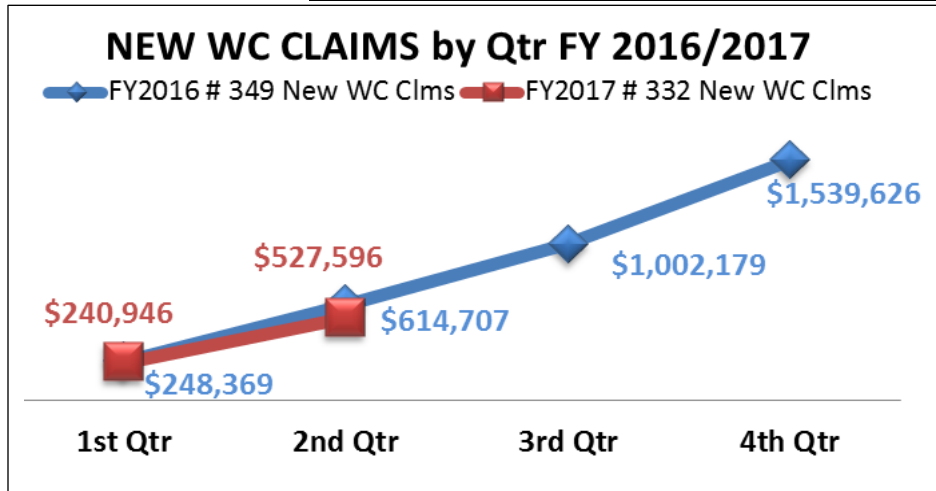 NEW WC CLAIMS by Qtr FY 2016/2017
FY2016 # 349 New WC Clms FY2017 # 332 New WC Clms
$1,539,626
$527,596
$1,002,179
$240,946
$614,707
$248,369
1st Qtr 2nd Qtr 3rd Qtr 4th Qtr